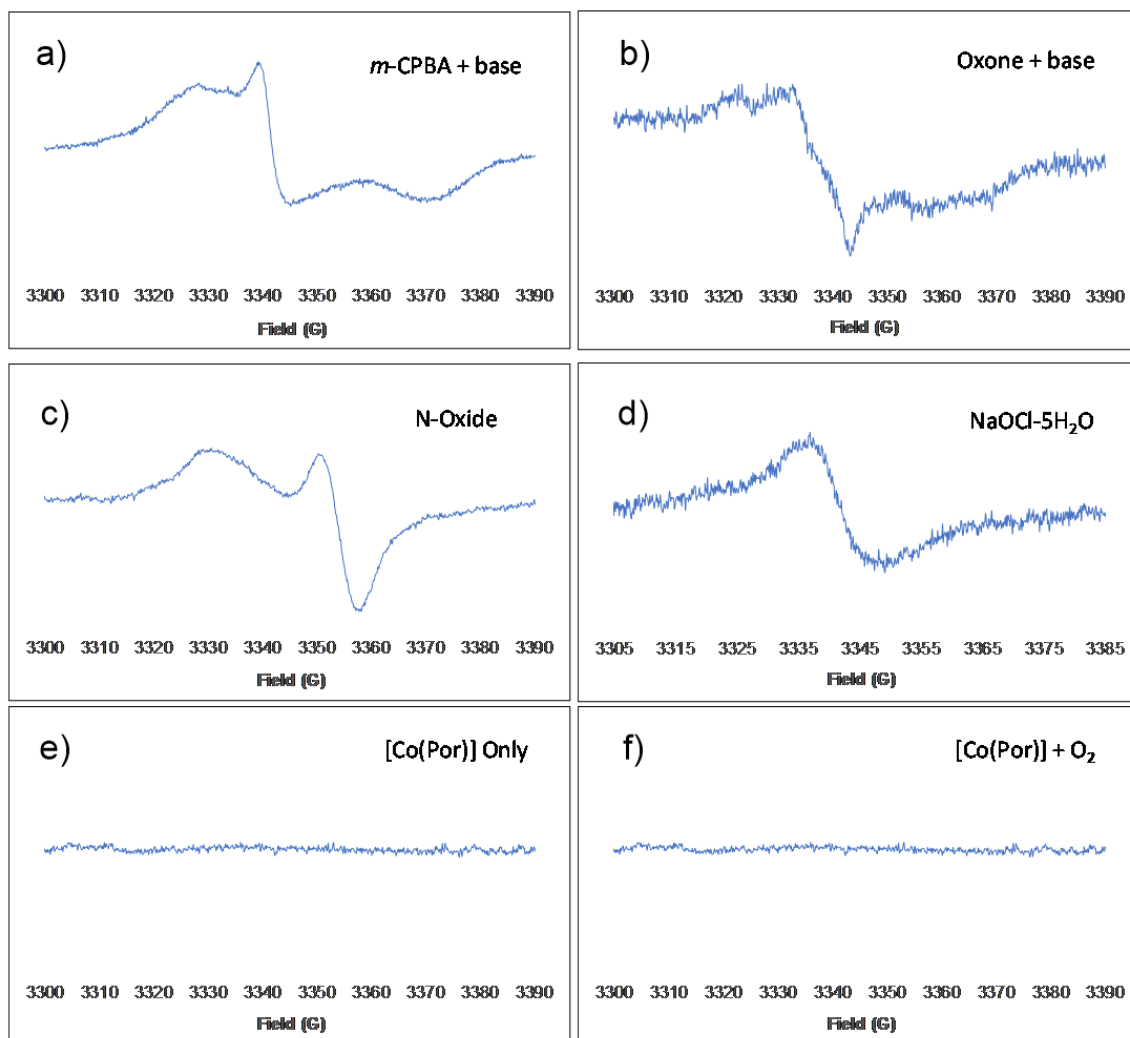 a)
m-CPBA + base
3300 3310 3320 3330 3340 3350 3360 3370 3380 3390
Field (G)
b)
Oxone + base
3300 3310 3320 3330 3340 3350 3360 3370 3380 3390
Field (G)
c)
N-Oxide
3300 3310 3320 3330 3340 3350 3360 3370 3380 3390
Field (G)
d)
NaOCl-5H₂O
3305 3315 3325 3335 3345 3355 3365 3375 3385
Field (G)
e)
[Co(Por)] Only
3300 3310 3320 3330 3340 3350 3360 3370 3380 3390
Field (G)
f)
[Co(Por)] + O₂
3300 3310 3320 3330 3340 3350 3360 3370 3380 3390
Field (G)